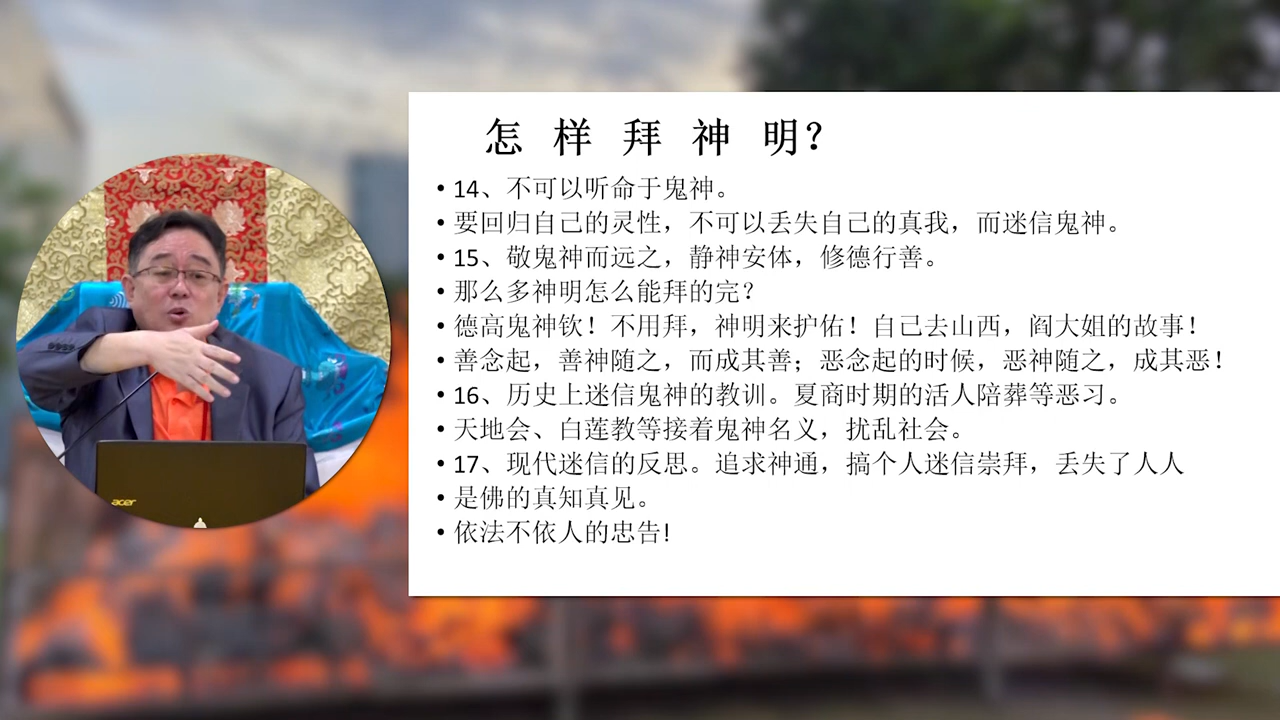 怎 样 拜 神 明？
• 14、不可以听命于鬼神。
• 要回归自己的灵性，不可以丢失自己的真我，而迷信鬼神。
• 15、敬鬼神而远之，静神安体，修德行善。
• 那么多神明怎么能拜的完？
• 德高鬼神钦！不用拜，神明来护佑！自己去山西，阎大姐的故事！
• 善念起，善神随之，而成其善；恶念起的时候，恶神随之，成其恶！
• 16、历史上迷信鬼神的教训。夏商时期的活人陪葬等恶习。
• 天地会、白莲教等接着鬼神名义，扰乱社会。
• 17、现代迷信的反思。追求神通，搞个人迷信崇拜，丢失了人人
• 是佛的真知真见。
• 依法不依人的忠告!
acer